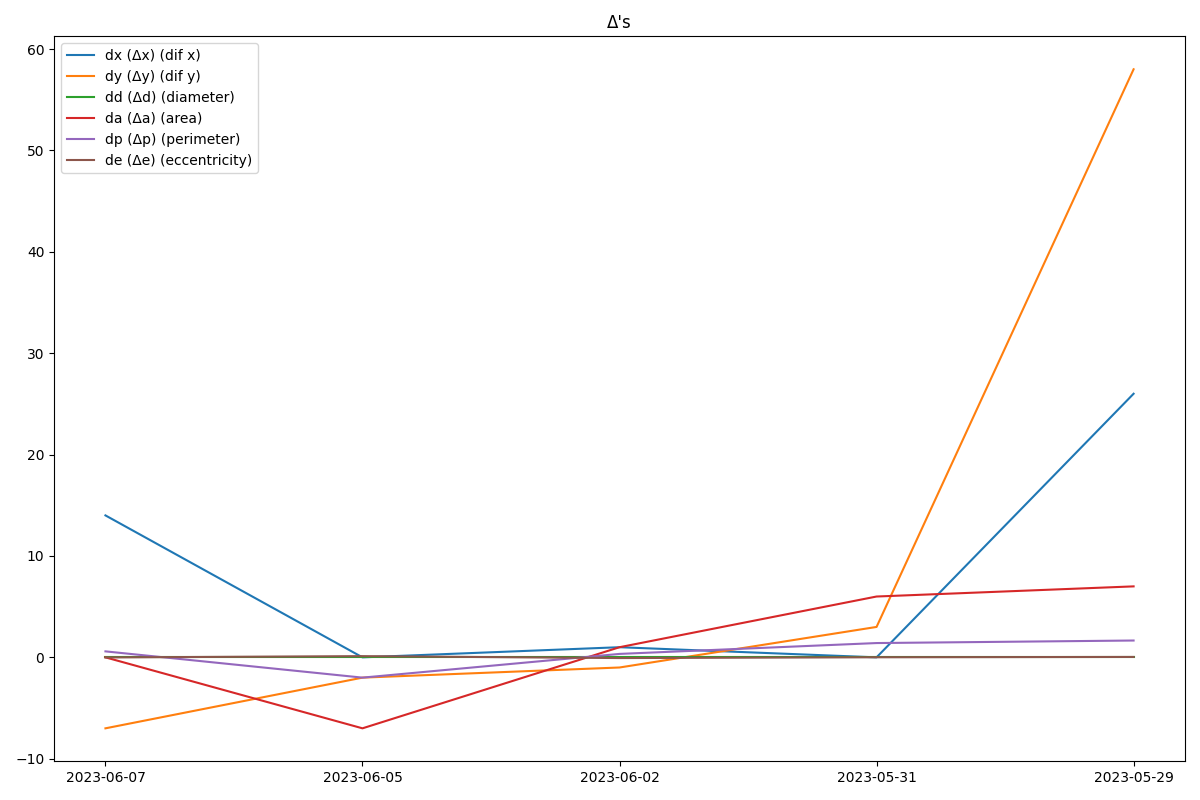 Δ's
dx (Δx) (dif x)
dy (Δy) (dif y)
dd (Δd) (diameter)
da (Δa) (area)
dp (Δp) (perimeter)
de (Δe) (eccentricity)
60
50
40
30
20
10
0
−10
2023-06-07 2023-06-05 2023-06-02 2023-05-31 2023-05-29